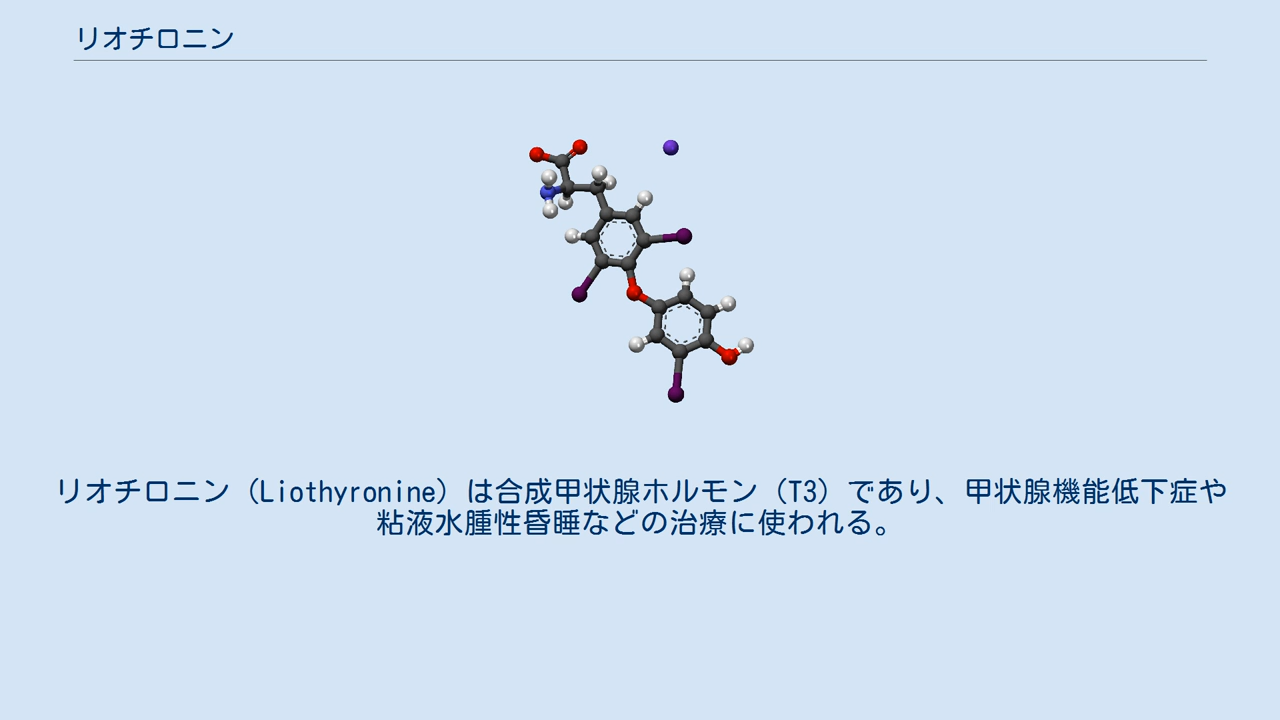 リオチロニン
リオチロニン（Liothyronine）は合成甲状腺ホルモン（T3）であり、甲状腺機能低下症や
粘液水腫性昏睡などの治療に使われる。